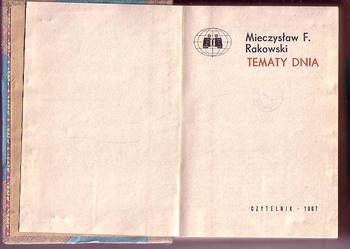 Mieczysław F.
Rakowski
TEMATY DNIA
CZYTELNIK · 1967